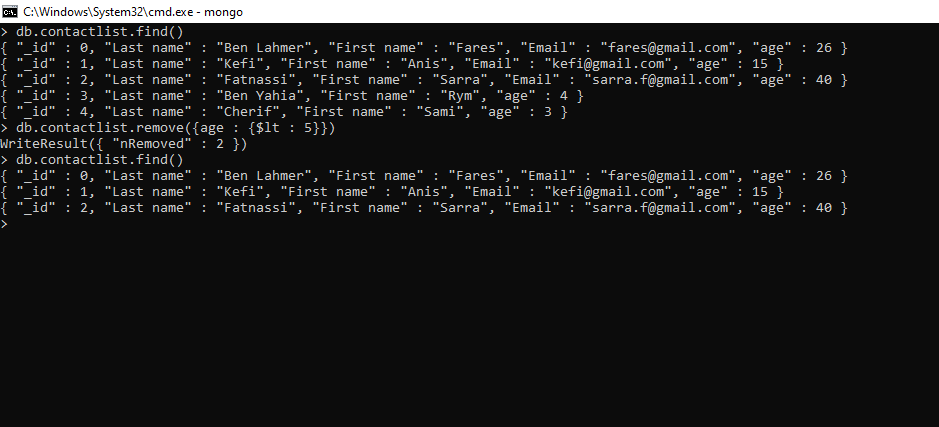 C:\Windows\System32\cmd.exe - mongo
> db.contactlist.find()
{ "_id" : 0, "Last name" : "Ben Lahmer", "First name" : "Fares", "Email" : "fares@gmail.com", "age" : 26 }
{ "_id" : 1, "Last name" : "Kefi", "First name" : "Anis", "Email" : "kefi@gmail.com", "age" : 15 }
{ "_id" : 2, "Last name" : "Fatnassi", "First name" : "Sarra", "Email" : "sarra.f@gmail.com", "age" : 40 }
{ "_id" : 3, "Last name" : "Ben Yahia", "First name" : "Rym", "age" : 4 }
{ "_id" : 4, "Last name" : "Cherif", "First name" : "Sami", "age" : 3 }
> db.contactlist.remove({age : {$lt : 5}})
WriteResult({ "nRemoved" : 2 })
> db.contactlist.find()
{ "_id" : 0, "Last name" : "Ben Lahmer", "First name" : "Fares", "Email" : "fares@gmail.com", "age" : 26 }
{ "_id" : 1, "Last name" : "Kefi", "First name" : "Anis", "Email" : "kefi@gmail.com", "age" : 15 }
{ "_id" : 2, "Last name" : "Fatnassi", "First name" : "Sarra", "Email" : "sarra.f@gmail.com", "age" : 40 }
>